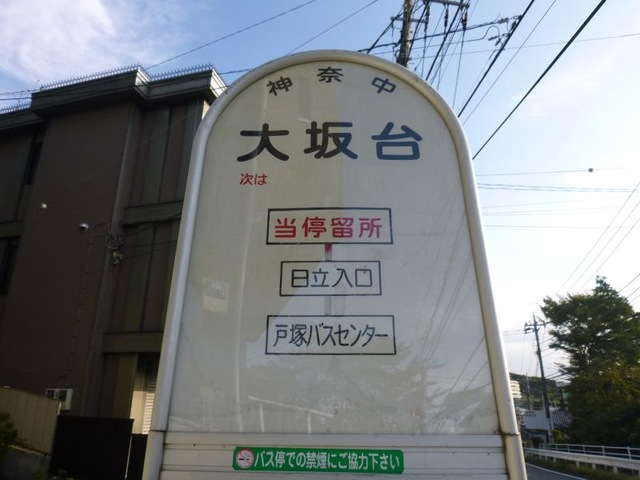 神奈中
大坂台
次は
当停留所
日立入口
戸塚バスセンター
バス停での禁煙にご協力下さい